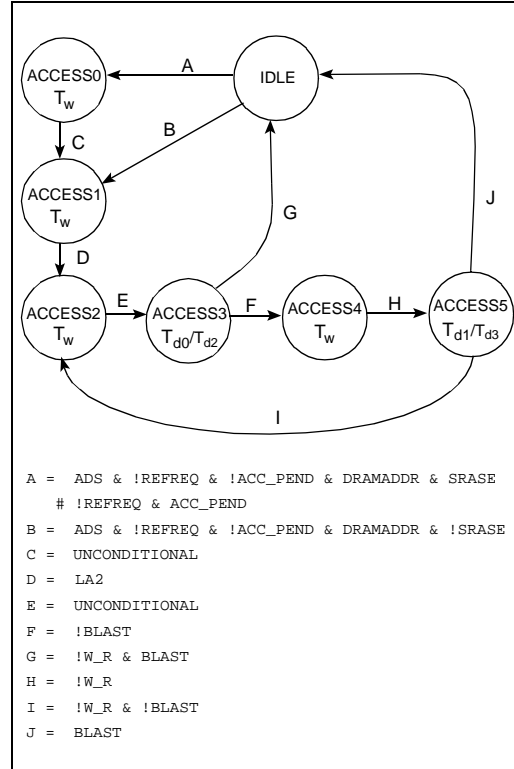 A
ACCESS0
Tw
IDLE
C
B
ACCESS1
Tw
G
J
D
ACCESS2
Tw
E
ACCESS3
Td0/Td2
F
ACCESS4
Tw
H
ACCESS5
Td1/Td3
I
A = ADS & !REFREQ & !ACC_PEND & DRAMADDR & SRASE
# !REFREQ & ACC_PEND
B = ADS & !REFREQ & !ACC_PEND & DRAMADDR & !SRASE
C = UNCONDITIONAL
D = LA2
E = UNCONDITIONAL
F = !BLAST
G = !W_R & BLAST
H = !W_R
I = !W_R & !BLAST
J = BLAST